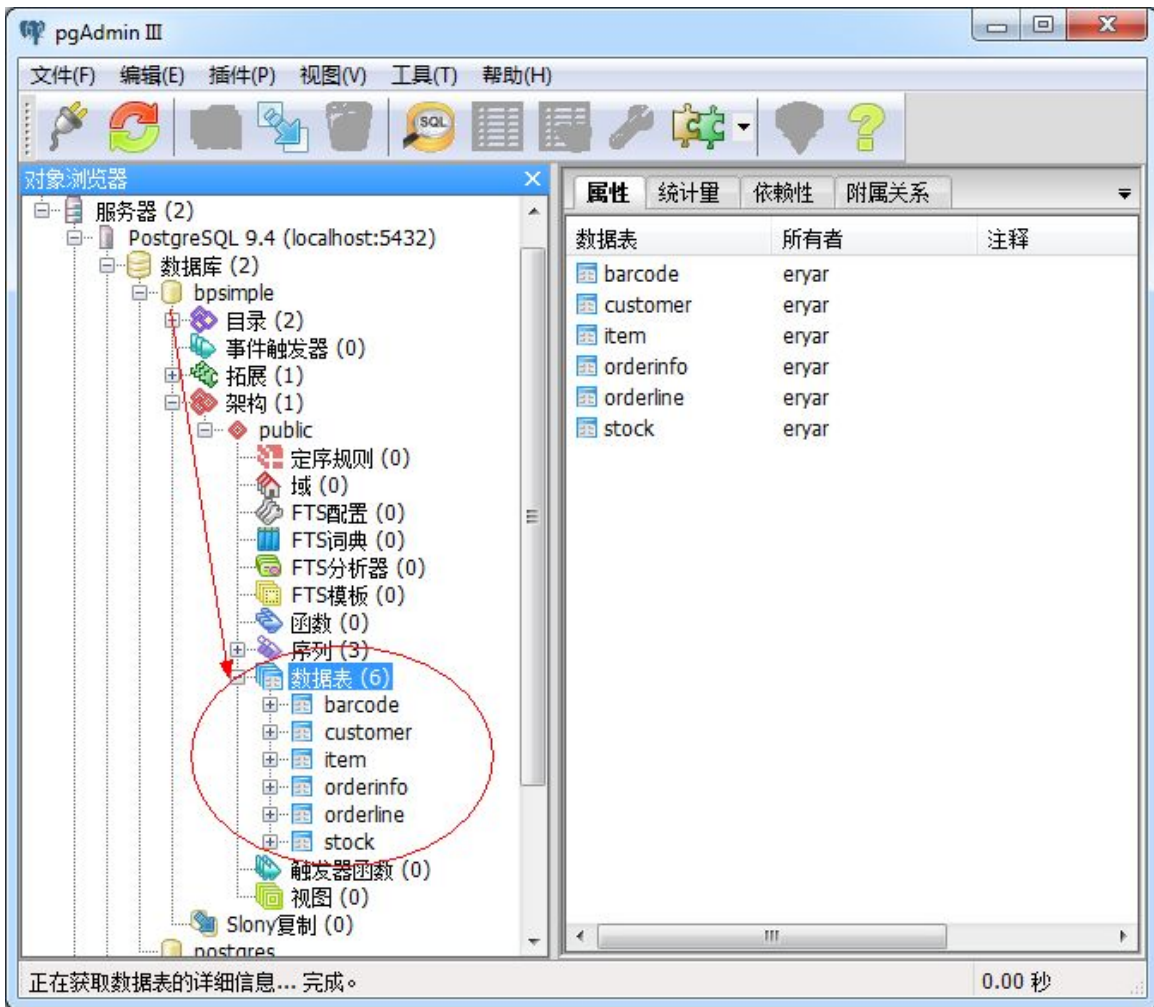 pgAdmin III
文件(F) 编辑(E) 插件(P) 视图(V) 工具(T) 帮助(H)
SQL
对象浏览器
服务器 (2)
PostgreSQL 9.4 (localhost:5432)
数据库 (2)
bpsimple
目录 (2)
事件触发器 (0)
拓展 (1)
架构 (1)
public
定序规则 (0)
域 (0)
FTS配置 (0)
FTS词典 (0)
FTS分析器 (0)
FTS模板 (0)
函数 (0)
序列 (3)
数据表 (6)
barcode
customer
item
orderinfo
orderline
stock
触发器函数 (0)
视图 (0)
Slony复制 (0)
postgres
属性 统计量 依赖性 附属关系
数据表 所有者 注释
barcode eryar
customer eryar
item eryar
orderinfo eryar
orderline eryar
stock eryar
正在获取数据表的详细信息... 完成。 0.00 秒